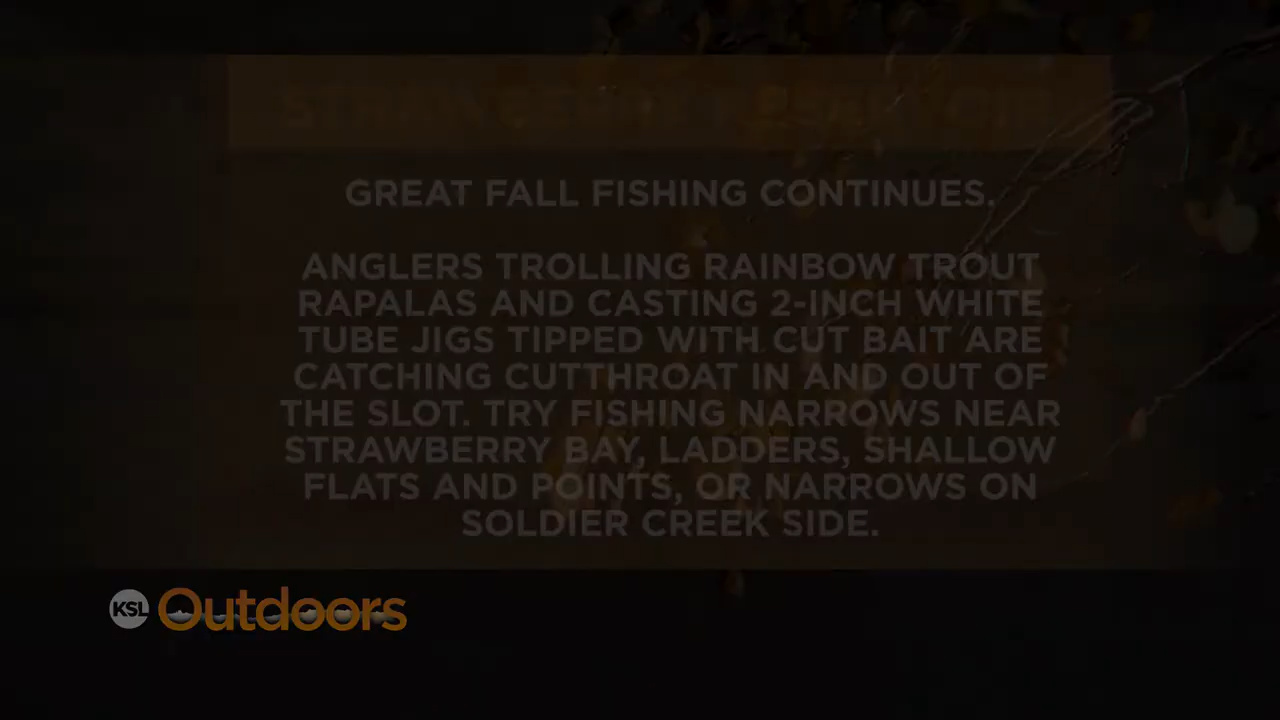 STRAWBERRY RESERVOIR
GREAT FALL FISHING CONTINUES.
ANGLERS TROLLING RAINBOW TROUT
RAPALAS AND CASTING 2-INCH WHITE
TUBE JIGS TIPPED WITH CUT BAIT ARE
CATCHING CUTTHROAT IN AND OUT OF
THE SLOT. TRY FISHING NARROWS NEAR
STRAWBERRY BAY, LADDERS, SHALLOW
FLATS AND POINTS, OR NARROWS ON
SOLDIER CREEK SIDE.
KSL Outdoors